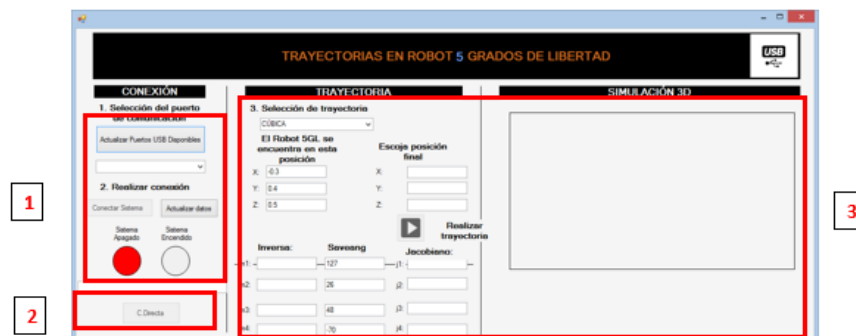 TRAYECTORIAS EN ROBOT 5 GRADOS DE LIBERTAD
USB
CONEXIÓN
1. Selección del puerto
de comunicación
Actualizar Puertos USB Disponibles
2. Realizar conexión
Conectar Sistema
Actualizar datos
Sistema Apagado
Sistema Encendido
C.Directa
1
2
TRAYECTORIA
3. Selección de trayectoria
CÚBICA
El Robot 5GL se
encuentra en esta
posición
Escoja posición
final
X: -0.3
X:
Y: 0.4
Y:
Z: 0.5
Z:
Realizar
trayectoria
Inversa:
Saveang
Jacobiano:
127
j1:
26
j2:
48
j3:
-70
j4:
SIMULACIÓN 3D
3